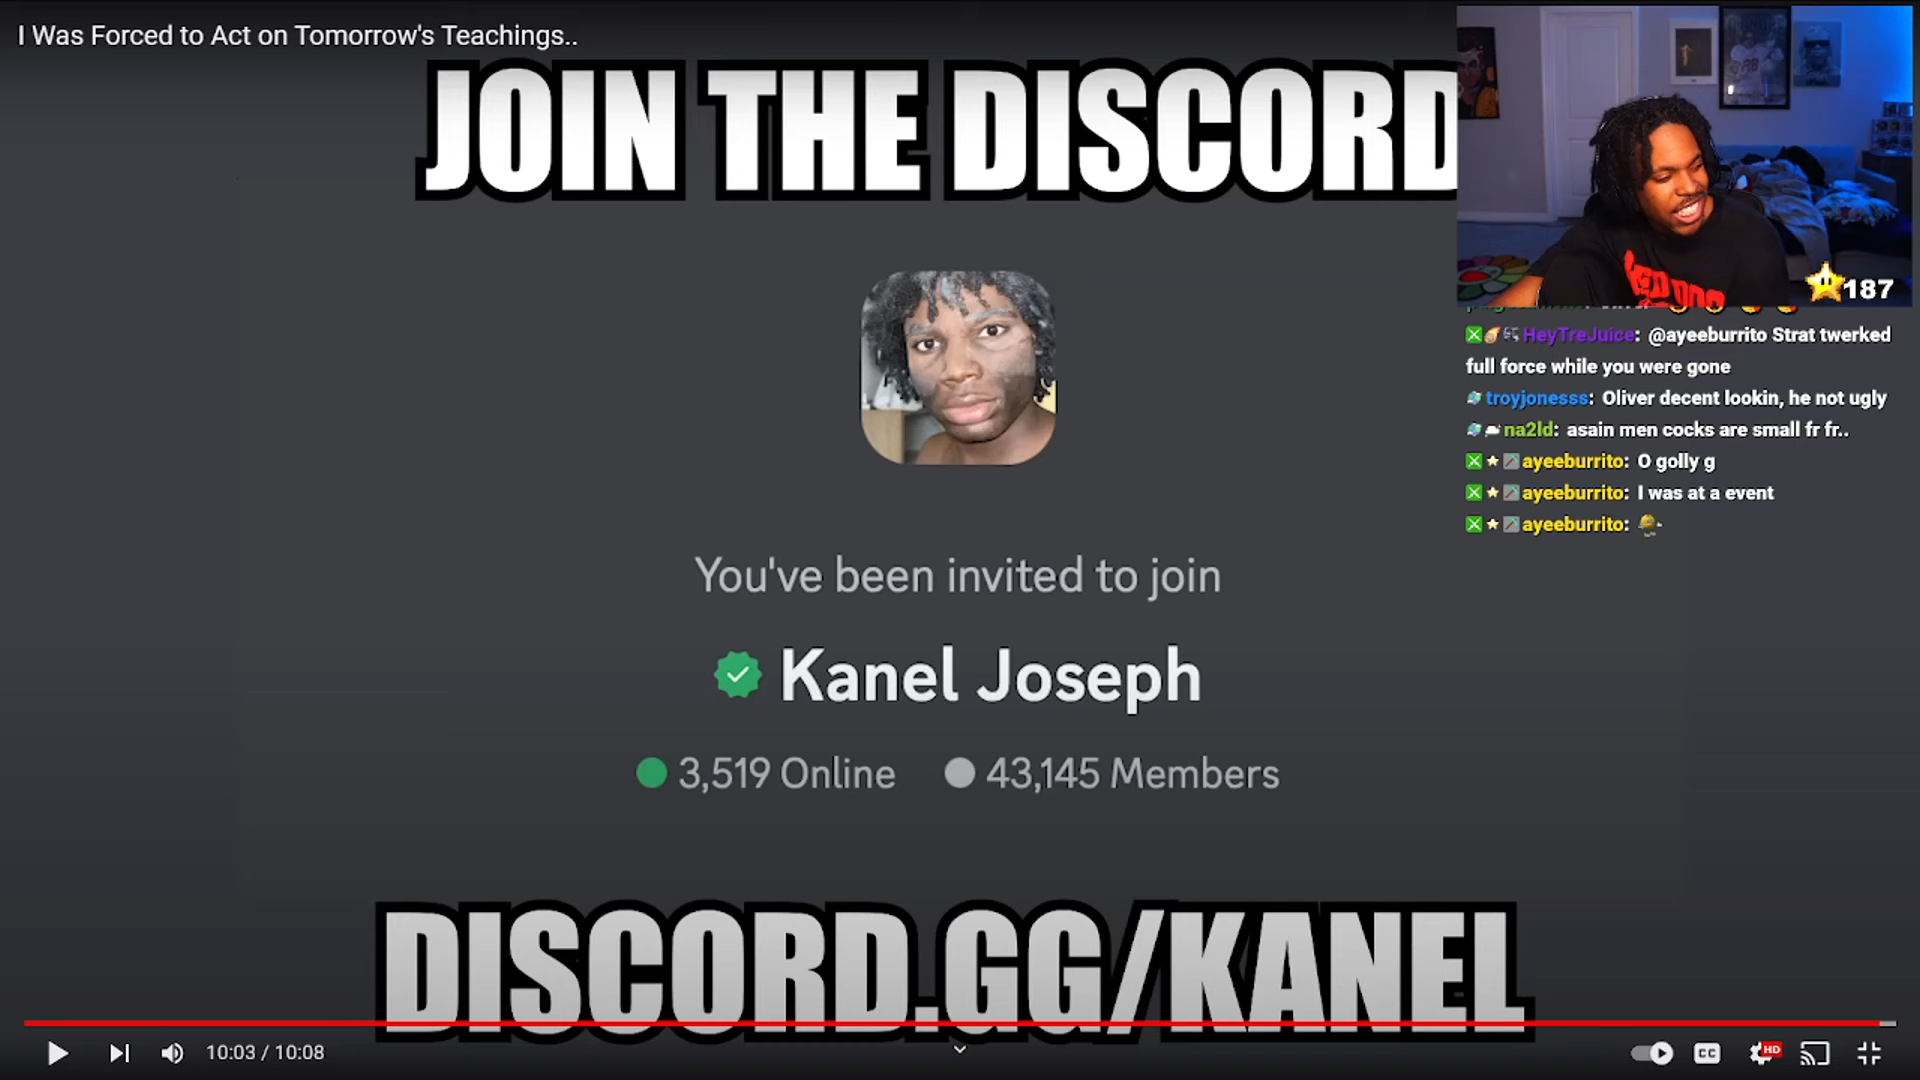 I Was Forced to Act on Tomorrow's Teachings..
JOIN THE DISCORD
187
HeyTreJuice: @ayeeburrito Strat twerked
full force while you were gone
troyjonesss: Oliver decent lookin, he not ugly
na2ld: asain men cocks are small fr fr..
ayeeburrito: O golly g
ayeeburrito: I was at a event
ayeeburrito:
You've been invited to join
Kanel Joseph
3,519 Online 43,145 Members
DISCORD.GG/KANEL
10:03 / 10:08
CC
HD